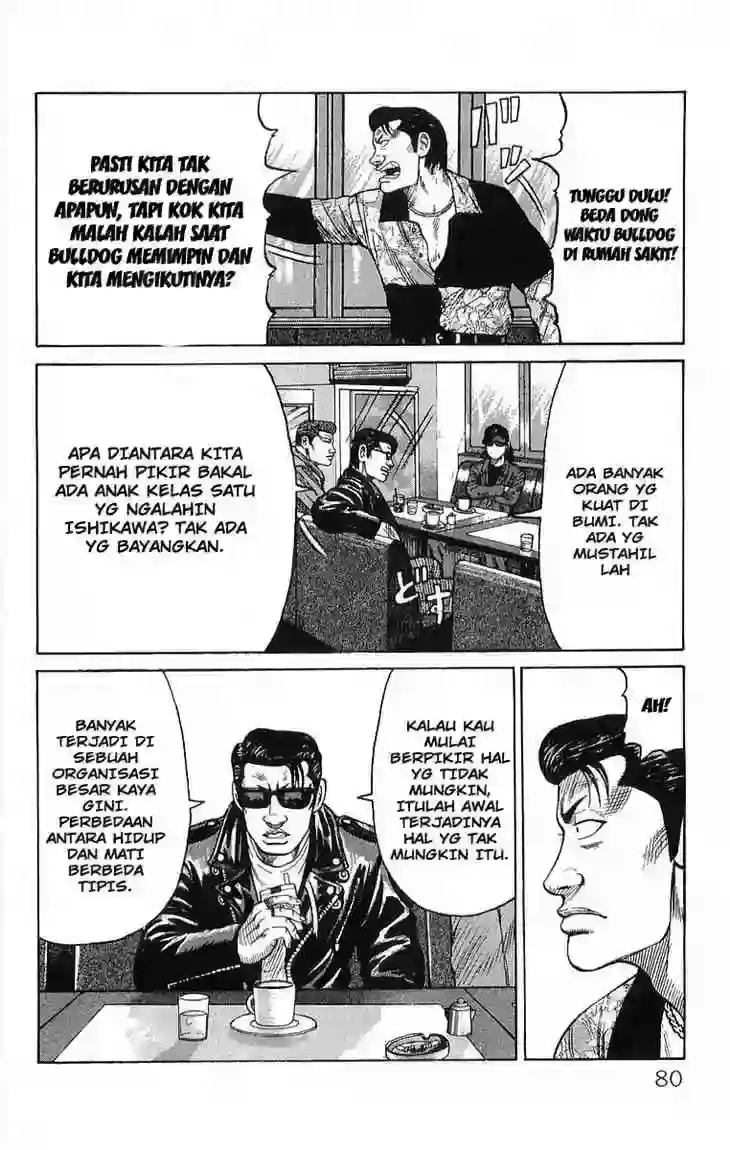 TUNGGU DULU!
BEDA DONG
WAKTU BULLDOG
DI RUMAH SAKIT!
PASTI KITA TAK
BERURUSAN DENGAN
APAPUN, TAPI KOK KITA
MALAH KALAH SAAT
BULLDOG MEMIMPIN DAN
KITA MENGIKUTINYA?
ADA BANYAK
ORANG YG
KUAT DI
BUMI. TAK
ADA YG
MUSTAHIL
LAH
APA DIANTARA KITA
PERNAH PIKIR BAKAL
ADA ANAK KELAS SATU
YG NGALAHIN
ISHIKAWA? TAK ADA
YG BAYANGKAN.
どすっ
AH!
KALAU KAU
MULAI
BERPIKIR HAL
YG TIDAK
MUNGKIN,
ITULAH AWAL
TERJADINYA
HAL YG TAK
MUNGKIN ITU.
BANYAK
TERJADI DI
SEBUAH
ORGANISASI
BESAR KAYA
GINI.
PERBEDAAN
ANTARA HIDUP
DAN MATI
BERBEDA
TIPIS.
80